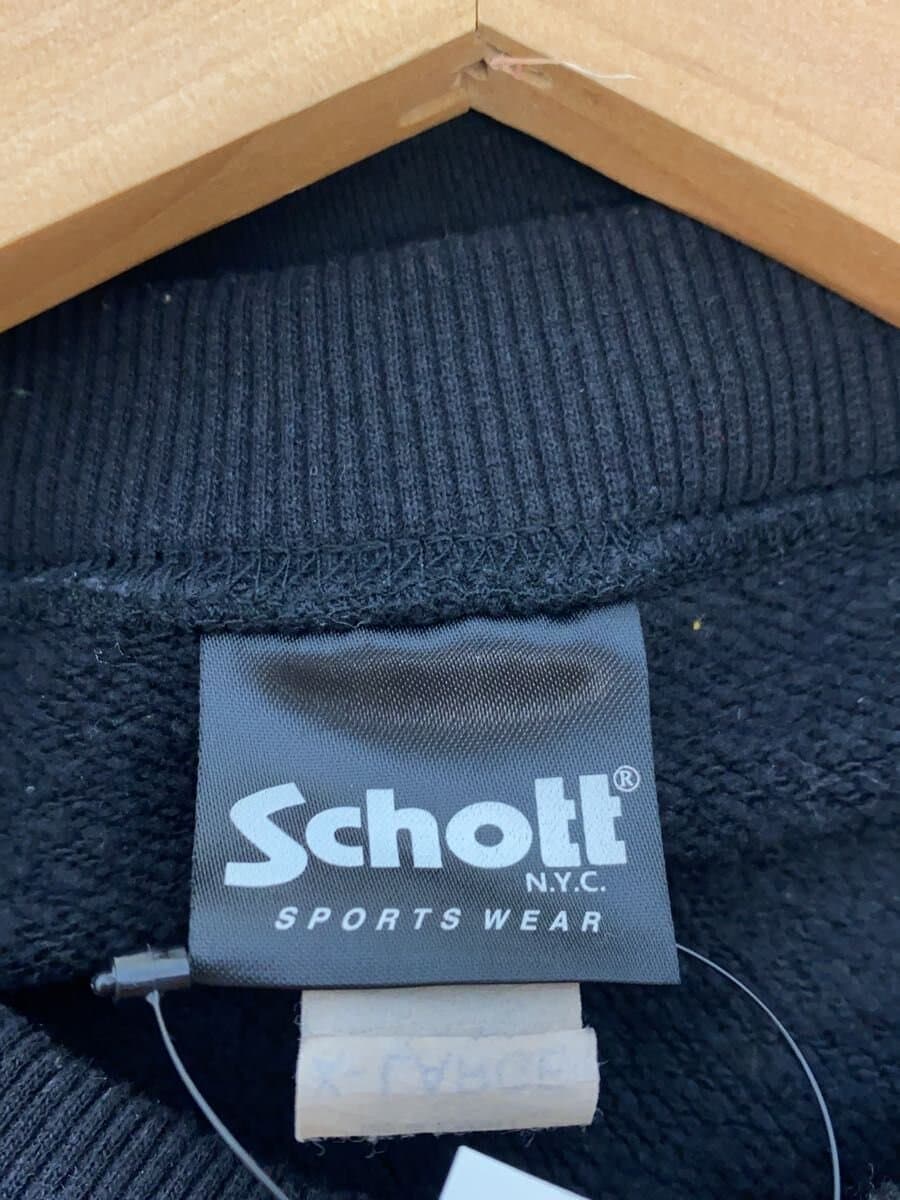 Schott®
N.Y.C.
SPORTS WEAR
X-LARGE